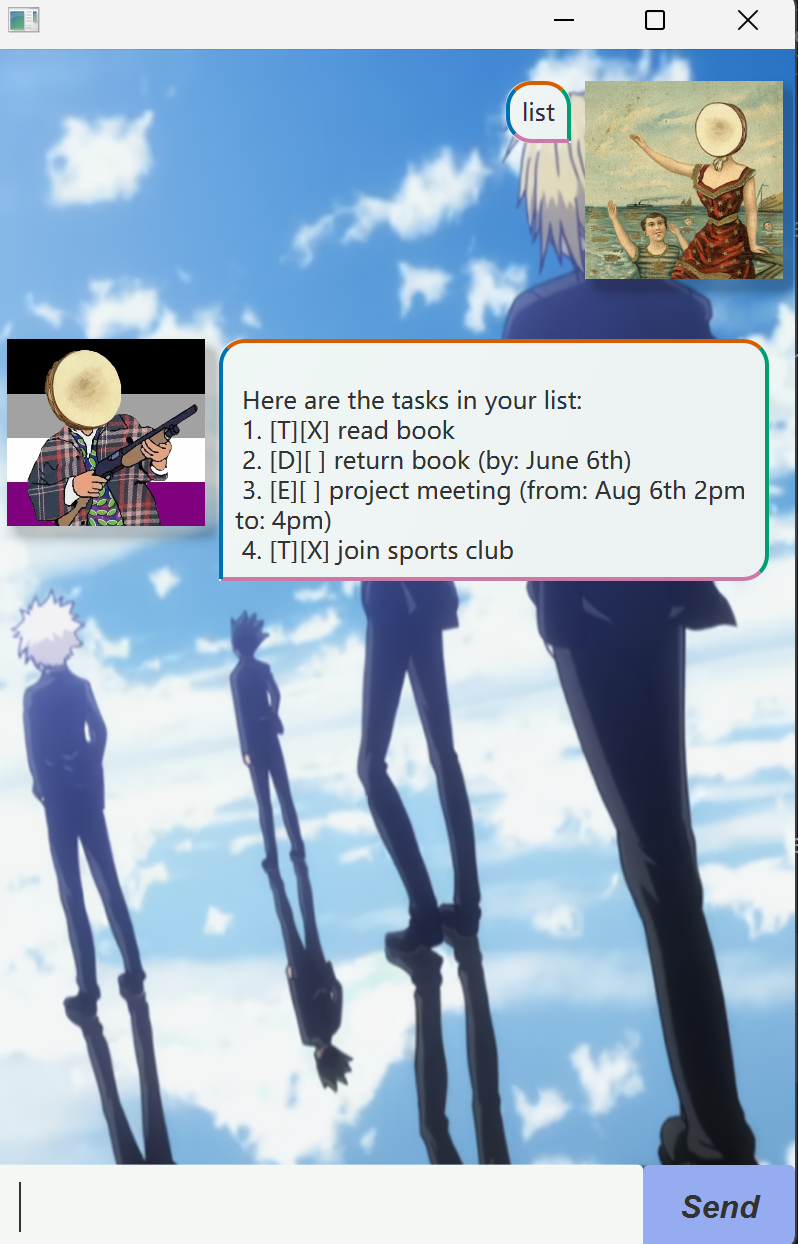 list
Here are the tasks in your list:
1. [T][X] read book
2. [D][ ] return book (by: June 6th)
3. [E][ ] project meeting (from: Aug 6th 2pm
to: 4pm)
4. [T][X] join sports club
Send